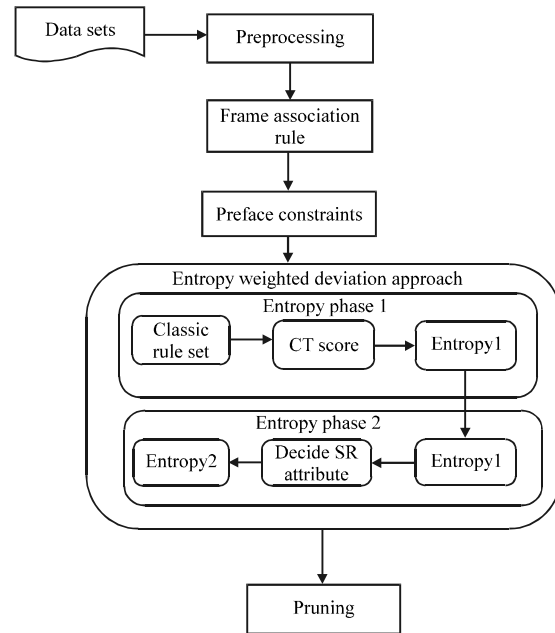 Data sets
Preprocessing
Frame association
rule
Preface constraints
Entropy weighted deviation approach
Entropy phase 1
Classic
rule set
CT score
Entropy1
Entropy phase 2
Entropy2
Decide SR
attribute
Entropy1
Pruning